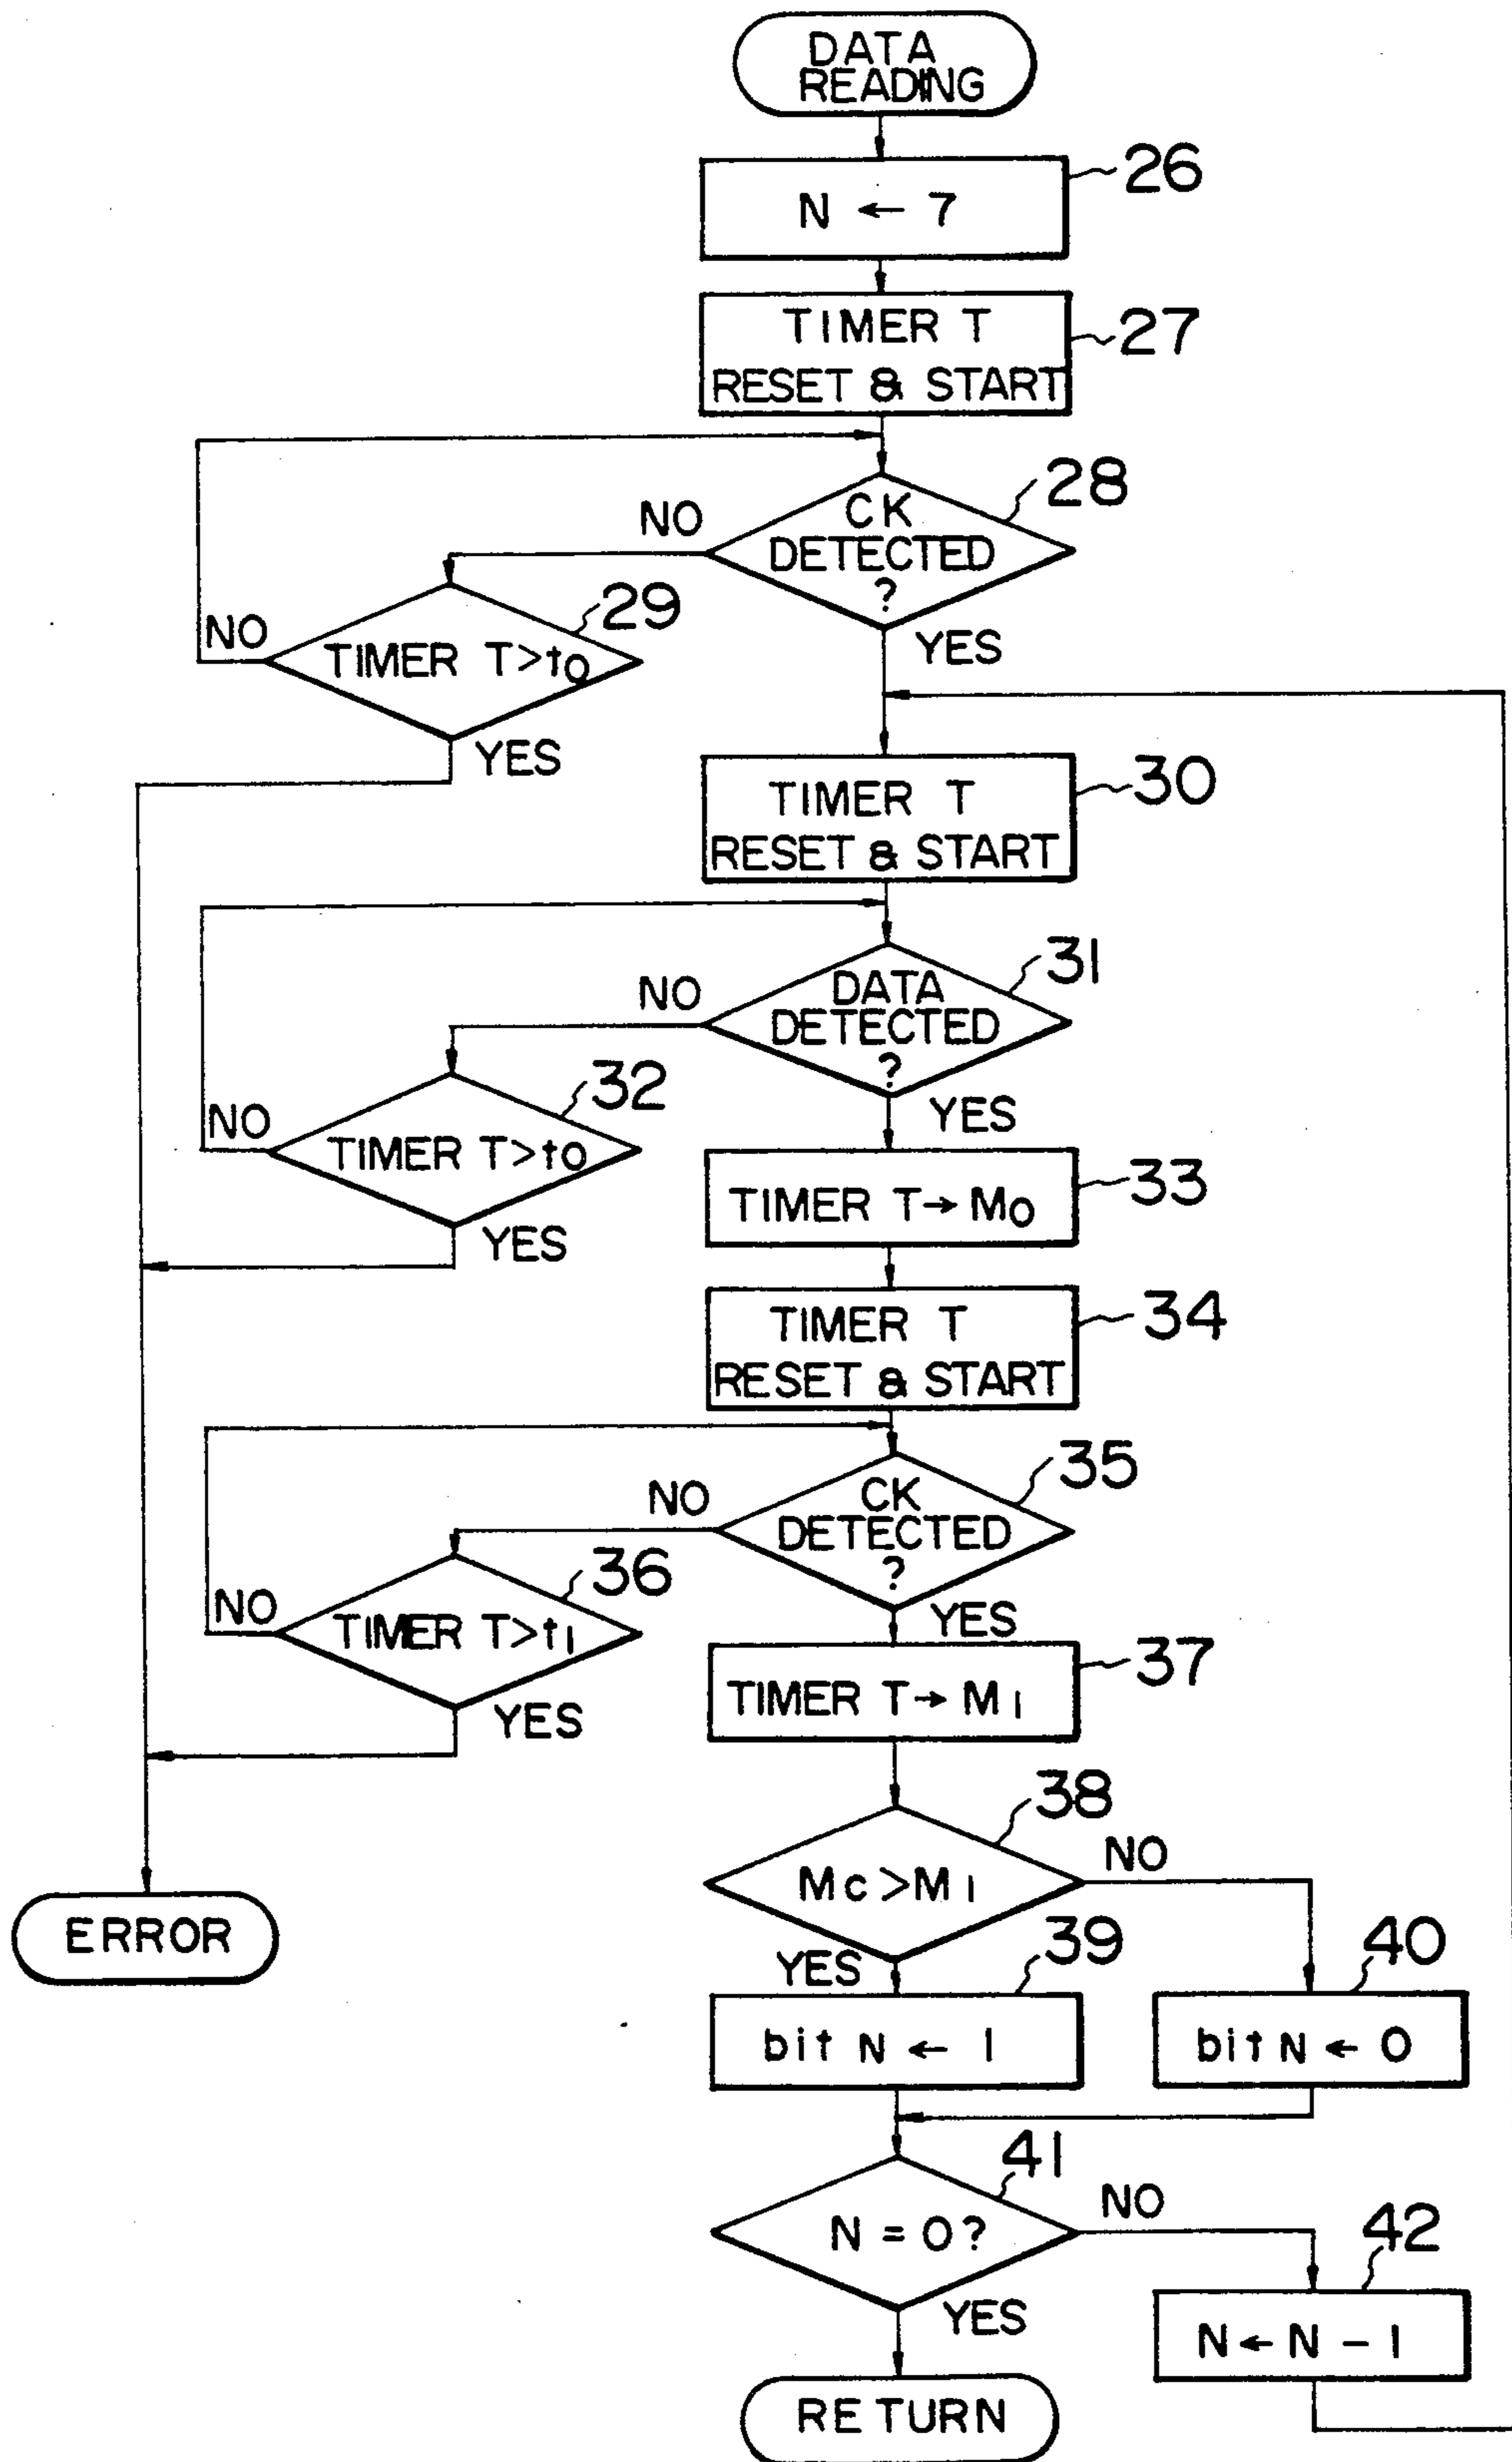 DATA
READING
26
N ← 7
27
TIMER T
RESET & START
28
CK
DETECTED
?
NO
YES
29
TIMER T>t0
NO
YES
30
TIMER T
RESET & START
31
DATA
DETECTED
?
NO
YES
32
TIMER T>t0
NO
YES
33
TIMER T→M0
34
TIMER T
RESET & START
35
CK
DETECTED
?
NO
YES
36
TIMER T>t1
NO
YES
37
TIMER T→M1
38
Mc>M1
NO
YES
39
bit N ← 1
40
bit N ← 0
41
N = 0?
NO
YES
42
N←N-1
ERROR
RETURN